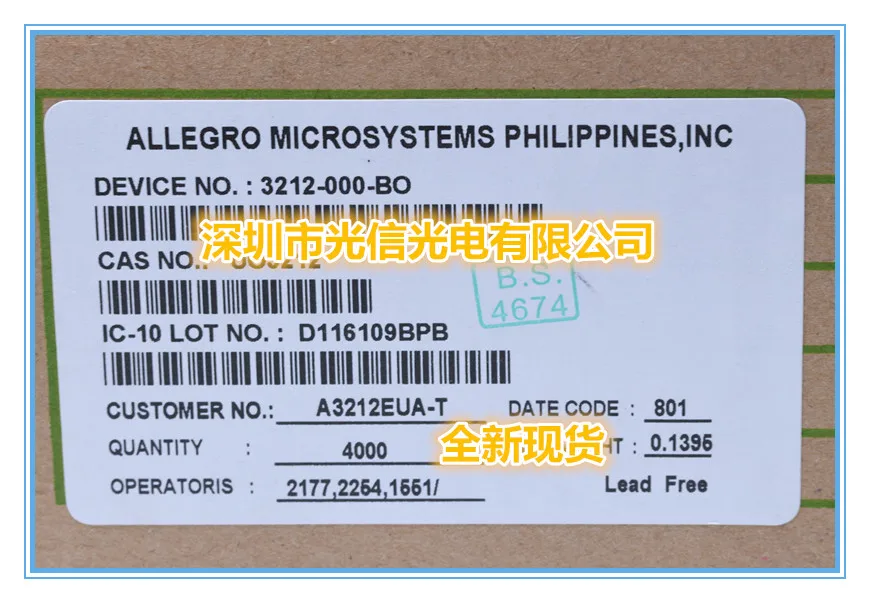 ALLEGRO MICROSYSTEMS PHILIPPINES,INC
DEVICE NO. : 3212-000-BO
深圳市光信光电有限公司
CAS NO.:
B.S.
4674
IC-10 LOT NO. : D116109BPB
CUSTOMER NO.: A3212EUA-T DATE CODE : 801
QUANTITY : 4000 全新现货 HT : 0.1395
OPERATORIS : 2177,2254,1551/ Lead Free